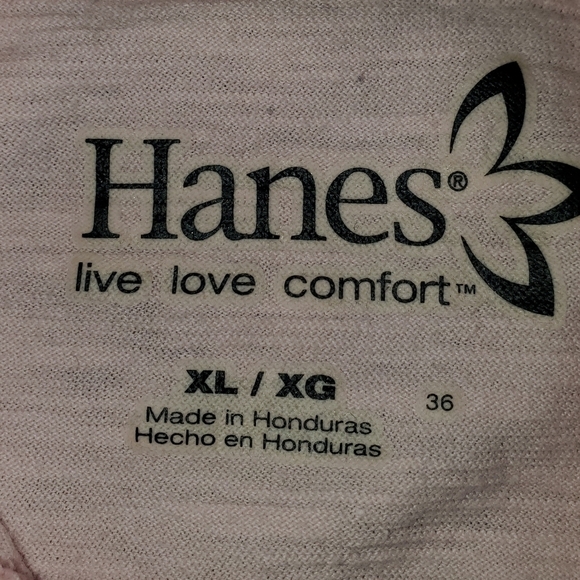 Hanes®
live love comfort™
XL / XG
36
Made in Honduras
Hecho en Honduras